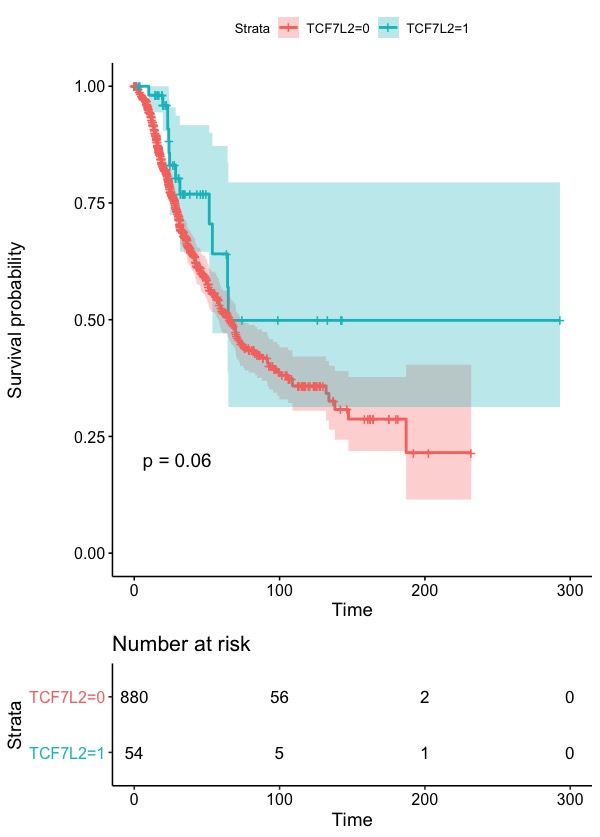 Strata TCF7L2=0 TCF7L2=1
1.00
0.75
0.50
0.25
0.00
Survival probability
p = 0.06
0 100 200 300
Time
Number at risk
Strata
TCF7L2=0 880 56 2 0
TCF7L2=1 54 5 1 0
0 100 200 300
Time